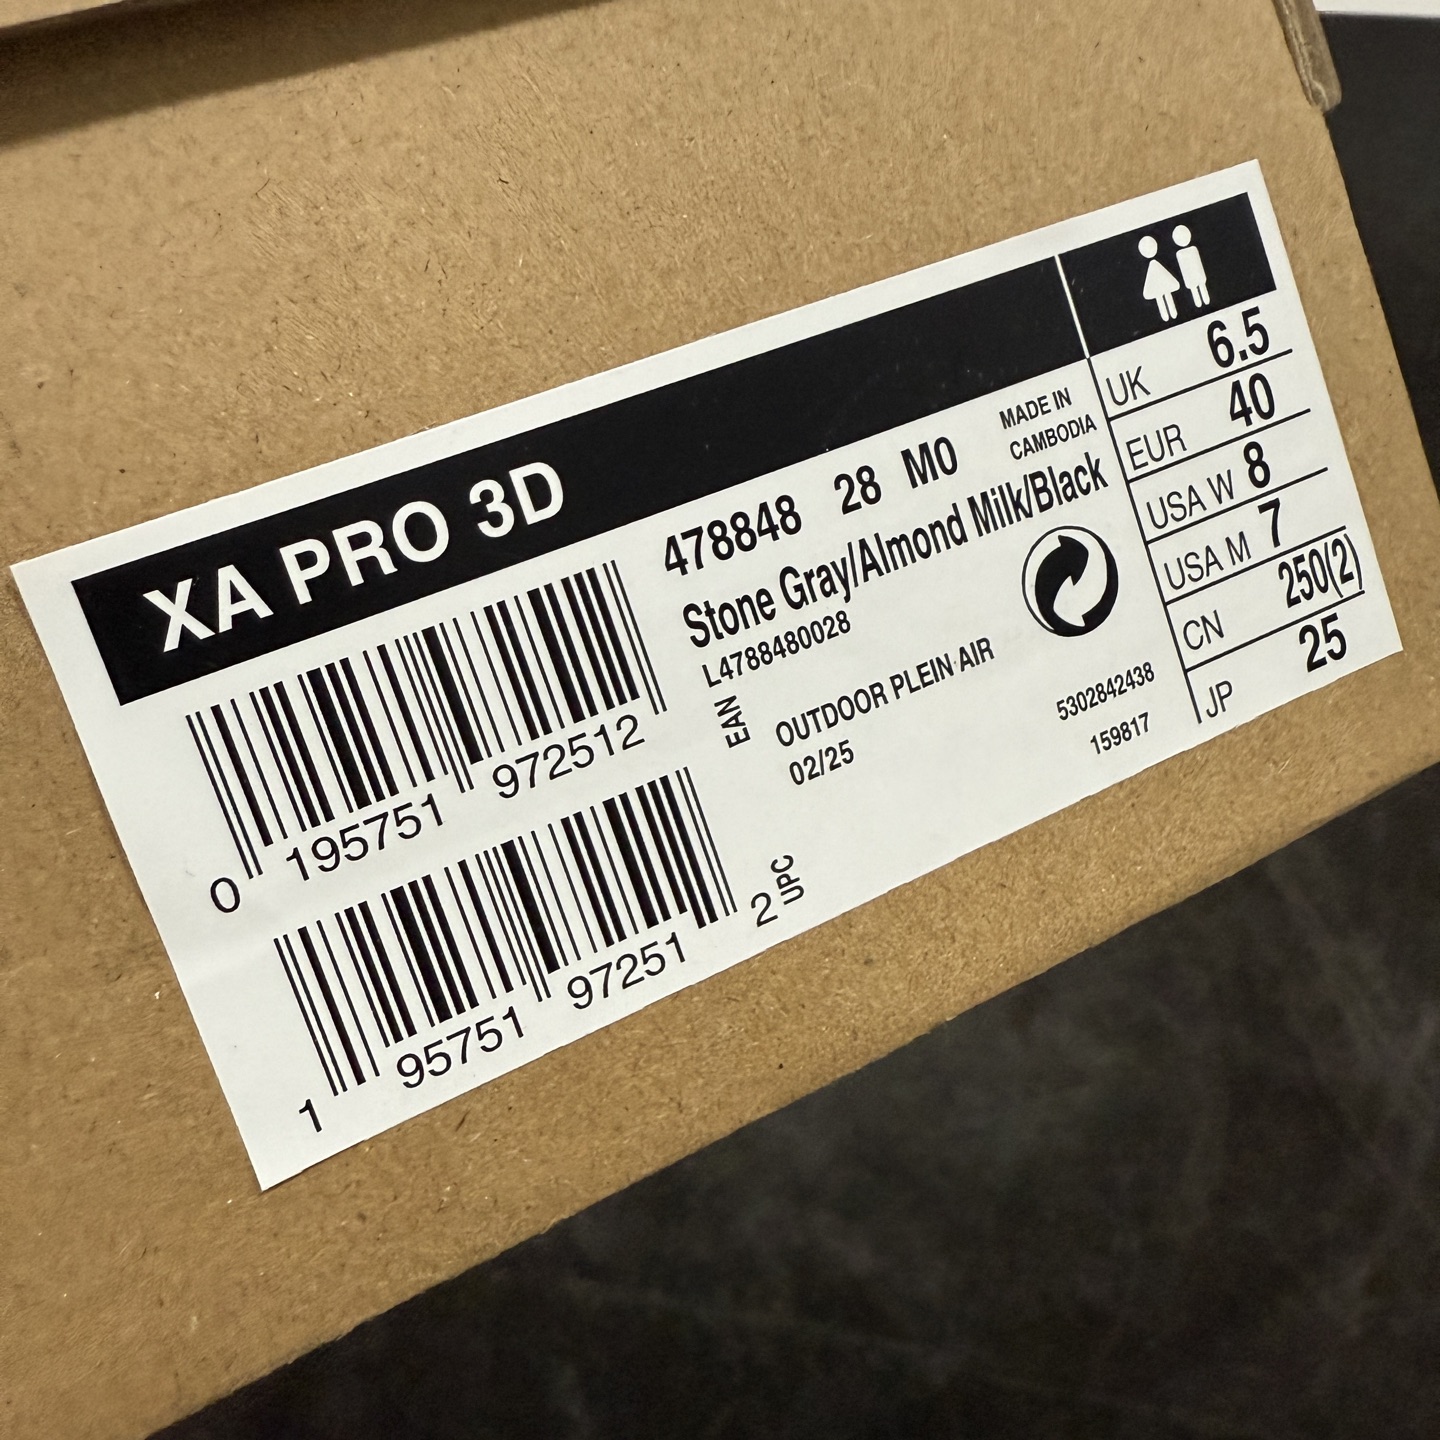 XA PRO 3D
478848 28 M0
MADE IN
CAMBODIA
Stone Gray/Almond Milk/Black
L4788480028
EAN
OUTDOOR PLEIN AIR
02/25
5302842438
159817
0 195751 972512
1 95751 97251 2
UPC
UK 6.5
EUR 40
USA W 8
USA M 7
CN 250(2)
JP 25